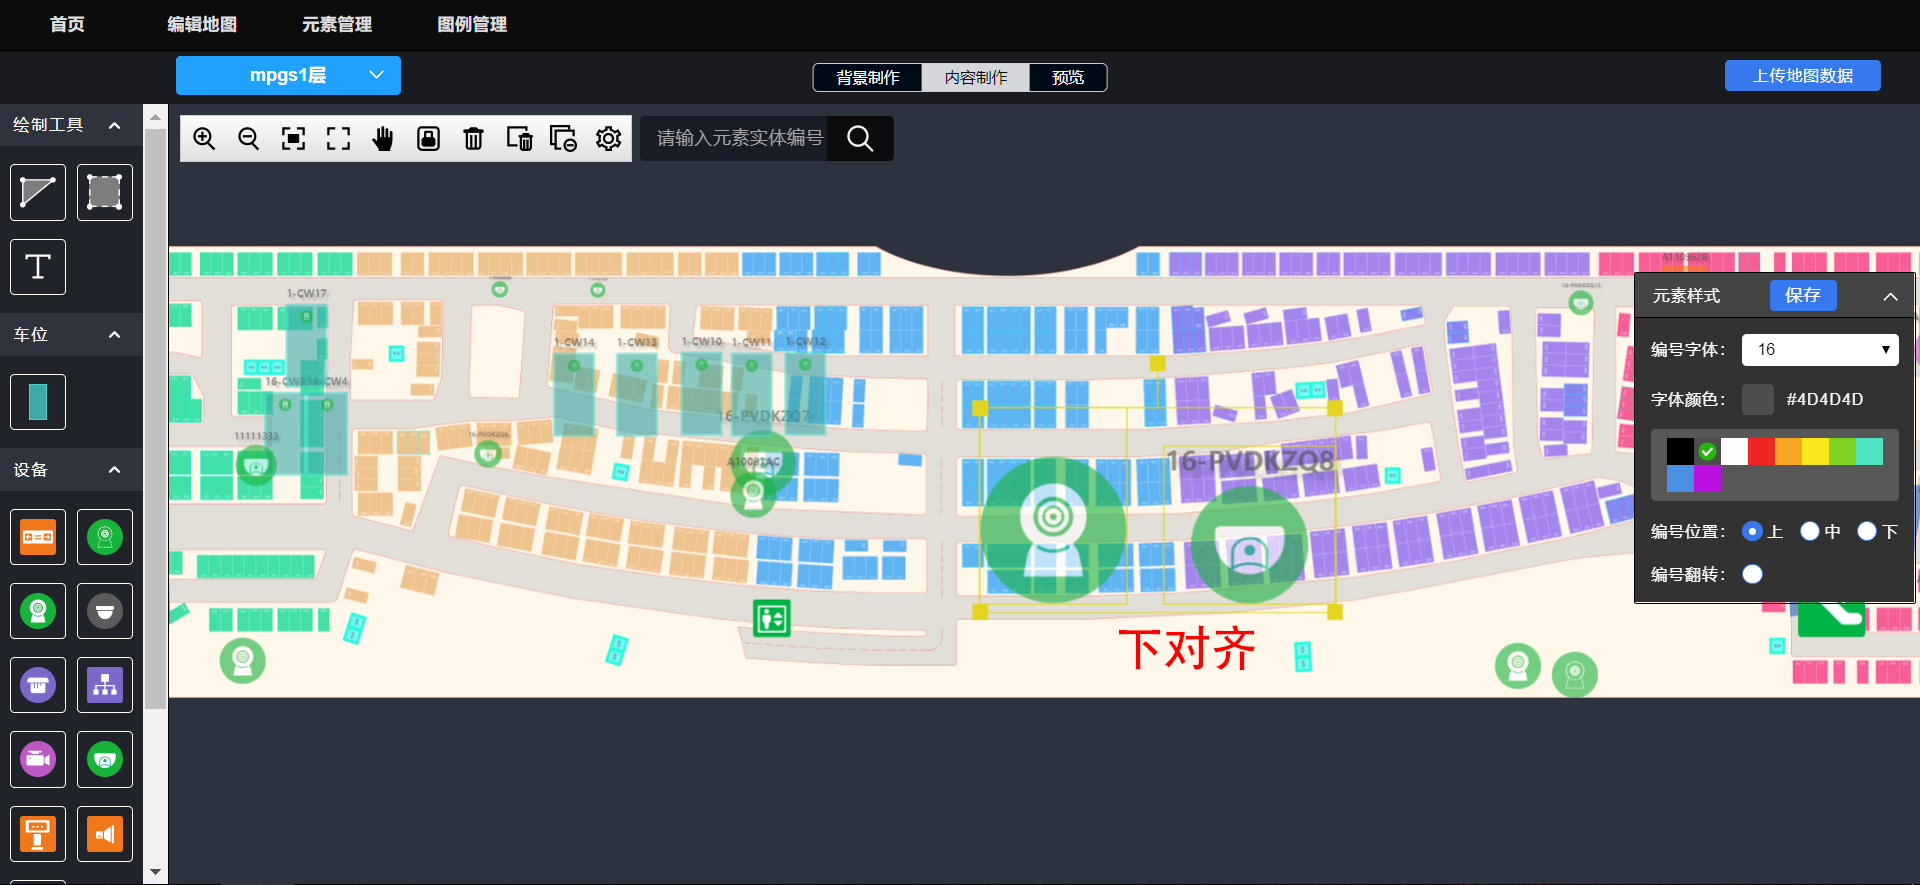 首页 编辑地图 元素管理 图例管理
mpgs1层 背景制作 内容制作 预览 上传地图数据
绘制工具
请输入元素实体编号
车位
设备
A110952B
1-CW17
1-CW14 1-CW13 1-CW10 1-CW11 1-CW12
16-CW3 16-CW4
16-PVDKZQ7
11111333
16-PVDKZQ6
A10081AC
16-PVDKZQ8
下对齐
元素样式 保存
编号字体： 16
字体颜色： #4D4D4D
编号位置： 上 中 下
编号翻转：